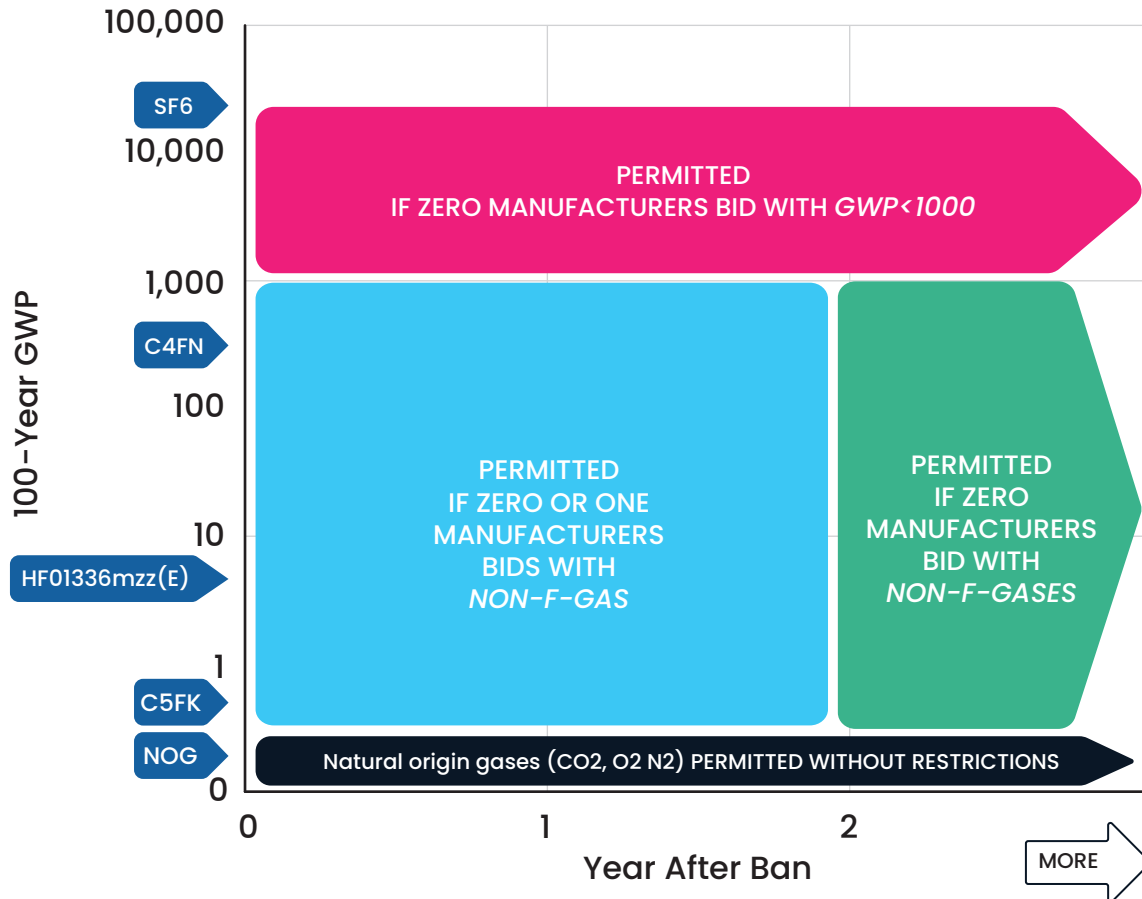 100,000
SF6
10,000
PERMITTED
IF ZERO MANUFACTURERS BID WITH GWP<1000
1,000
100-Year GWP
C4FN
100
PERMITTED
IF ZERO OR ONE
MANUFACTURERS
BIDS WITH
NON-F-GAS
PERMITTED
IF ZERO
MANUFACTURERS
BID WITH
NON-F-GASES
10
HF01336mzz(E)
1
C5FK
NOG
Natural origin gases (CO2, O2 N2) PERMITTED WITHOUT RESTRICTIONS
0
0
1
2
Year After Ban
MORE